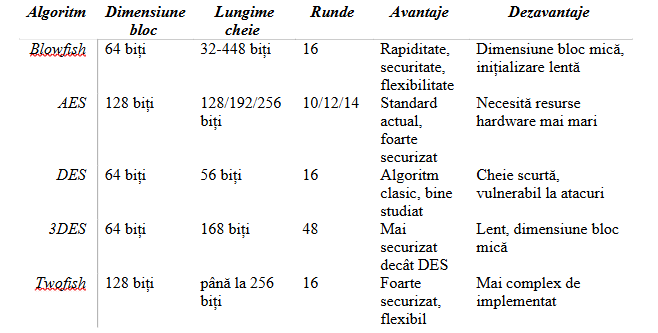 Algoritm Dimensiune bloc Lungime cheie Runde Avantaje Dezavantaje
Blowfish 64 biți 32-448 biți 16 Rapiditate, securitate, flexibilitate Dimensiune bloc mică, inițializare lentă
AES 128 biți 128/192/256 biți 10/12/14 Standard actual, foarte securizat Necesită resurse hardware mai mari
DES 64 biți 56 biți 16 Algoritm clasic, bine studiat Cheie scurtă, vulnerabil la atacuri
3DES 64 biți 168 biți 48 Mai securizat decât DES Lent, dimensiune bloc mică
Twofish 128 biți până la 256 biți 16 Foarte securizat, flexibil Mai complex de implementat